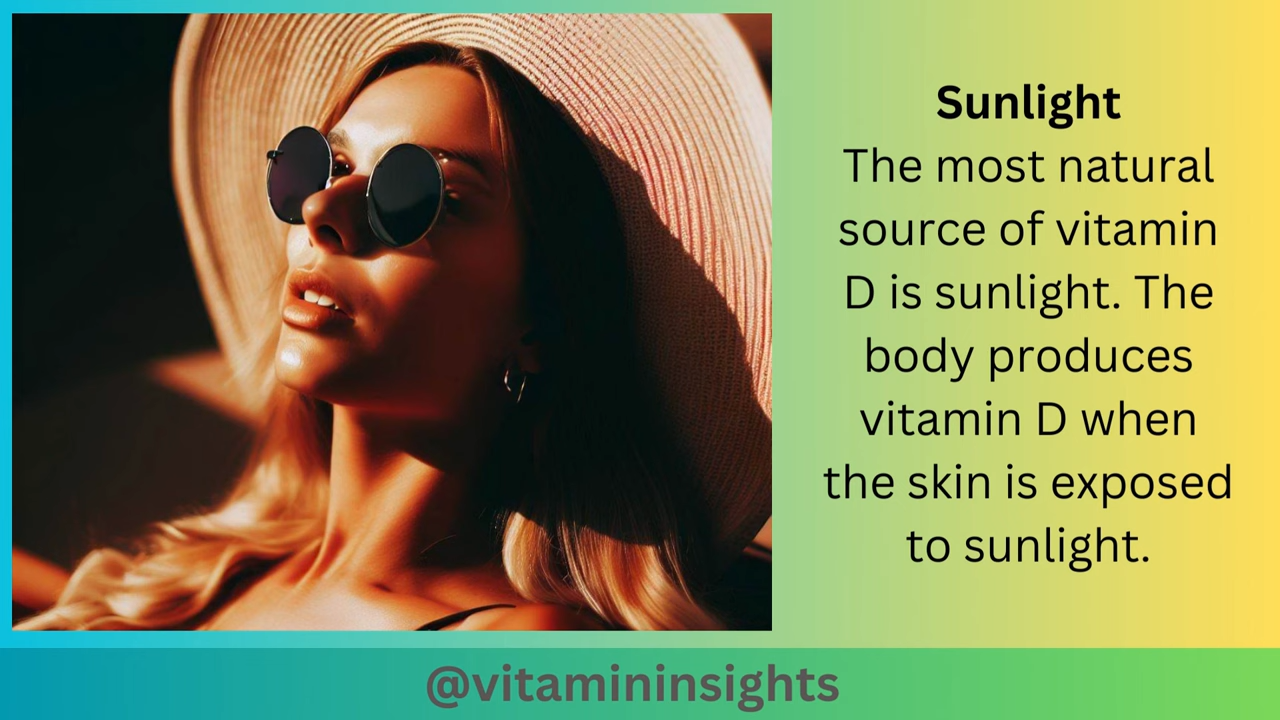 Sunlight
The most natural
source of vitamin
D is sunlight. The
body produces
vitamin D when
the skin is exposed
to sunlight.
@vitamininsights